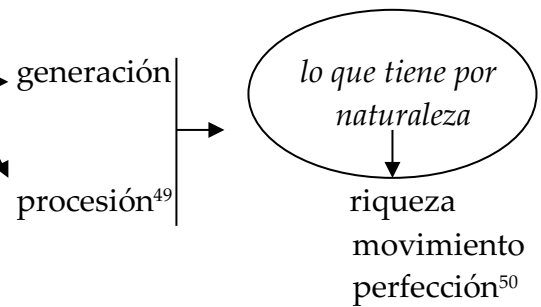 generación
procesión⁴⁹
lo que tiene por
naturaleza
riqueza
movimiento
perfección⁵⁰